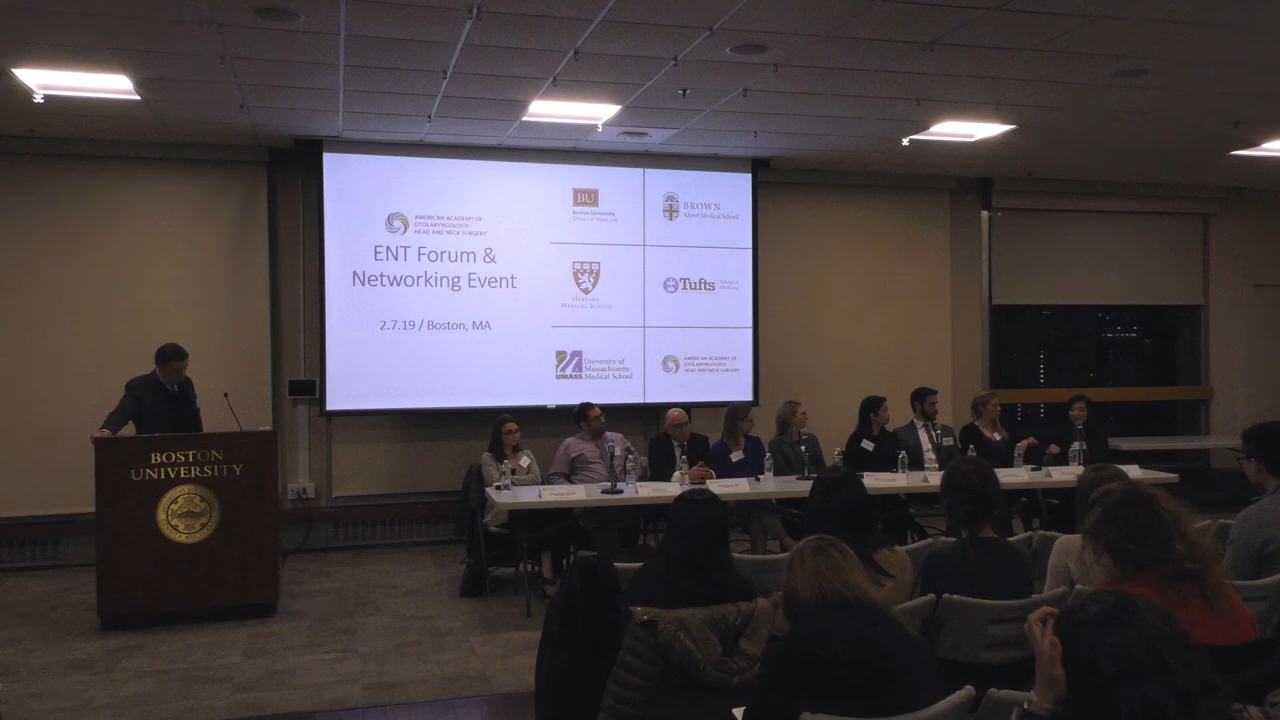 AMERICAN ACADEMY OF
OTOLARYNGOLOGY–
HEAD AND NECK SURGERY
ENT Forum &
Networking Event
2.7.19 / Boston, MA
BU
Boston University
School of Medicine
BROWN
Alpert Medical School
HARVARD
MEDICAL SCHOOL
Tufts
UNIVERSITY
School of
Medicine
UMASS
University of
Massachusetts
Medical School
AMERICAN ACADEMY OF
OTOLARYNGOLOGY–
HEAD AND NECK SURGERY
BOSTON
UNIVERSITY